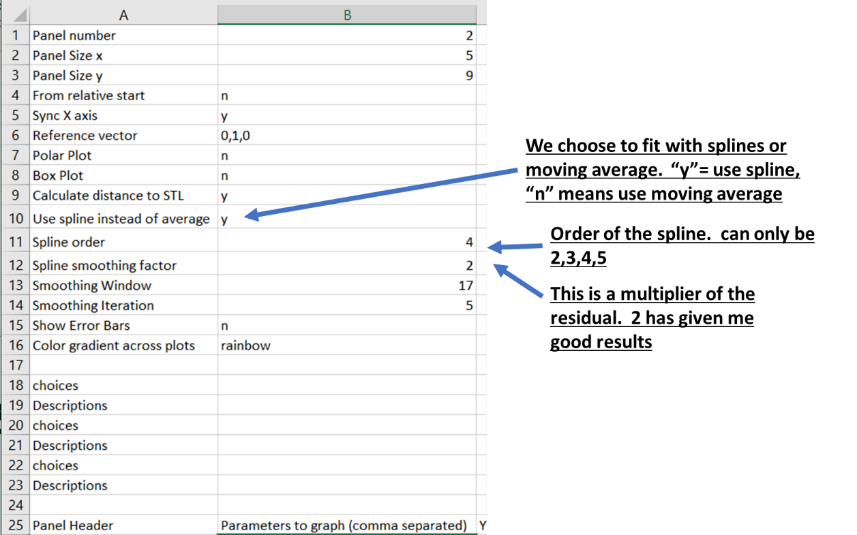 A B
1 Panel number 2
2 Panel Size x 5
3 Panel Size y 9
4 From relative start n
5 Sync X axis y
6 Reference vector 0,1,0
7 Polar Plot n
8 Box Plot n
9 Calculate distance to STL y
10 Use spline instead of average y
11 Spline order 4
12 Spline smoothing factor 2
13 Smoothing Window 17
14 Smoothing Iteration 5
15 Show Error Bars n
16 Color gradient across plots rainbow
17
18 choices
19 Descriptions
20 choices
21 Descriptions
22 choices
23 Descriptions
24
25 Panel Header Parameters to graph (comma separated) Y
We choose to fit with splines or
moving average. “y”= use spline,
“n” means use moving average
Order of the spline. can only be
2,3,4,5
This is a multiplier of the
residual. 2 has given me
good results